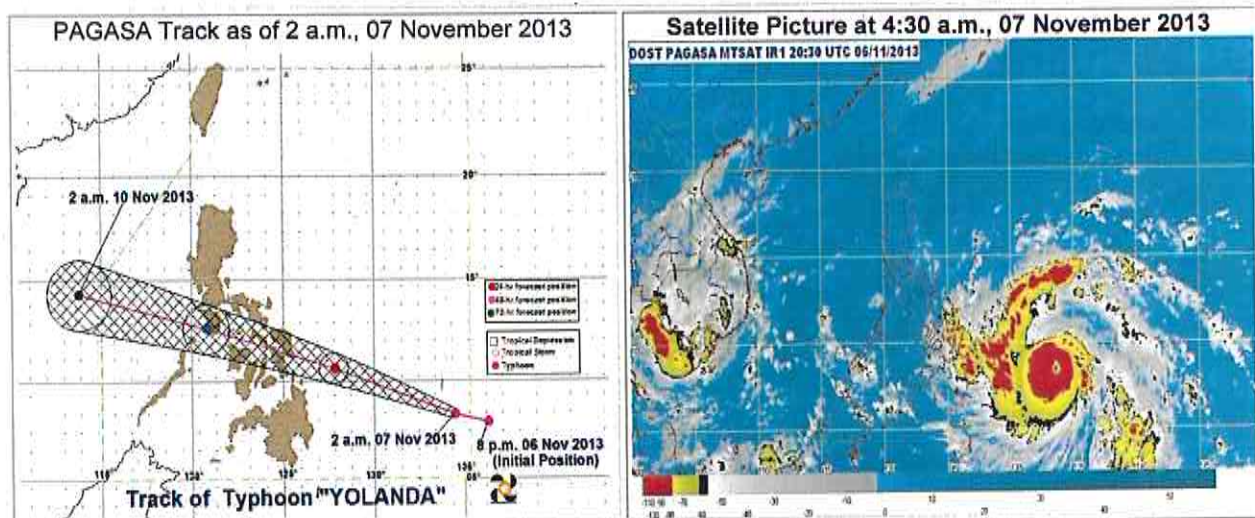 PAGASA Track as of 2 a.m., 07 November 2013
25°
20°
2 a.m. 10 Nov 2013
15°
24-hr forecast position
48-hr forecast position
72-hr forecast position
Tropical Depression
Tropical Storm
Typhoon
2 a.m. 07 Nov 2013
8 p.m. 06 Nov 2013
(Initial Position)
Track of Typhoon "YOLANDA"
Satellite Picture at 4:30 a.m., 07 November 2013
DOST PAGASA MTSAT IR1 20:30 UTC 06/11/2013